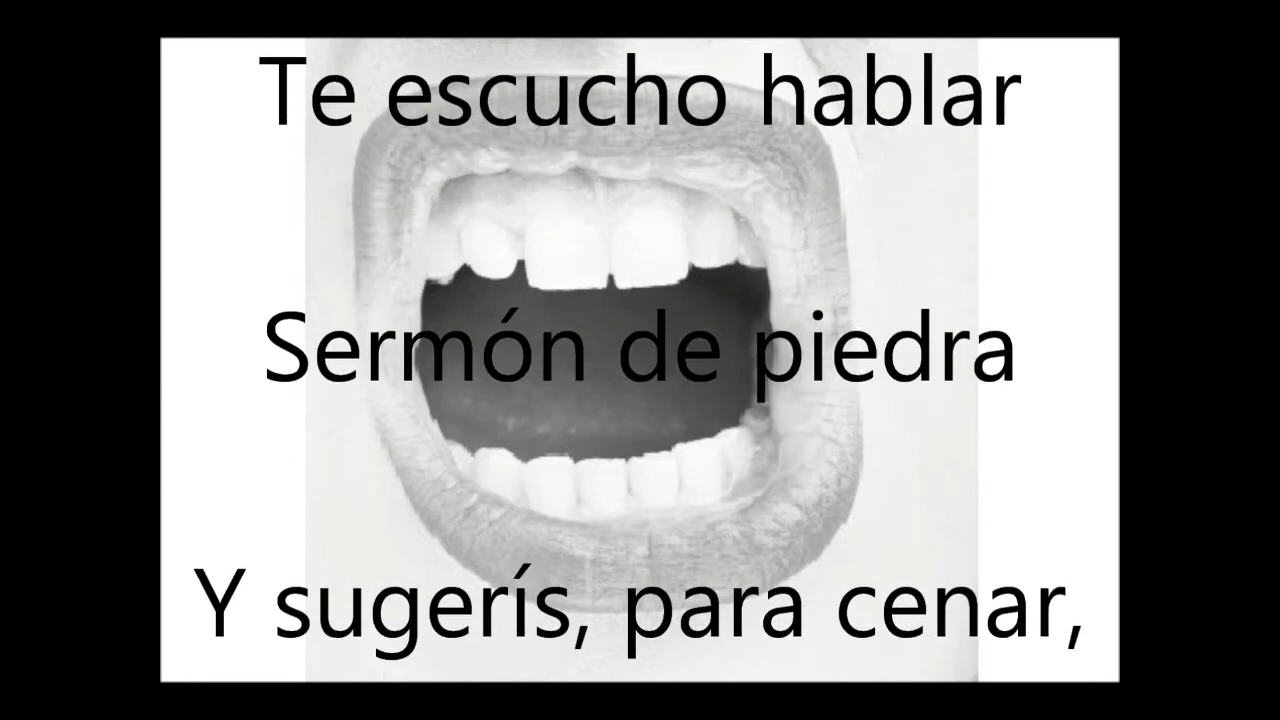 Te escucho hablar
Sermón de piedra
Y sugerís, para cenar,